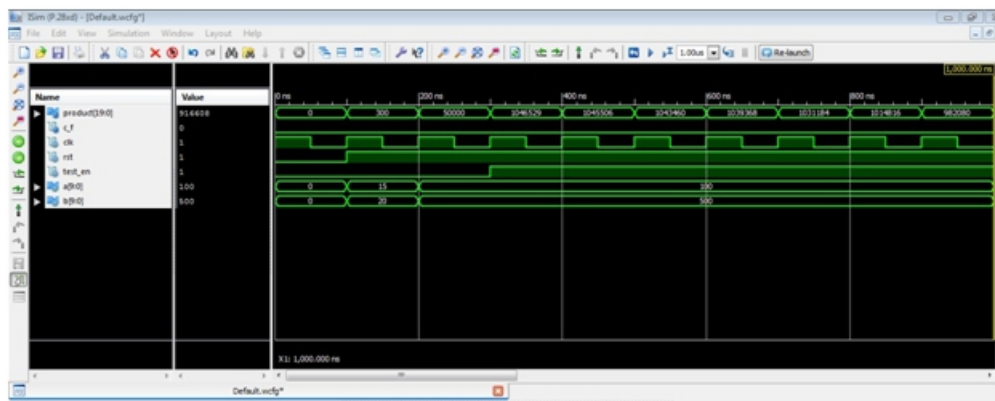 ISim (P.28xd) - [Default.wcfg*]
File Edit View Simulation Window Layout Help
1.00us Re-launch
1,000.000 ns
Name Value 0 ns 200 ns 400 ns 600 ns 800 ns
product[19:0] 916608 0 300 50000 1046529 1045506 1043460 1039368 1031184 1014816 982080
c_f 0
clk 1
rst 1
test_en 1
a[9:0] 100 0 15 100
b[9:0] 500 0 20 500
X1: 1,000.000 ns
Default.wcfg*